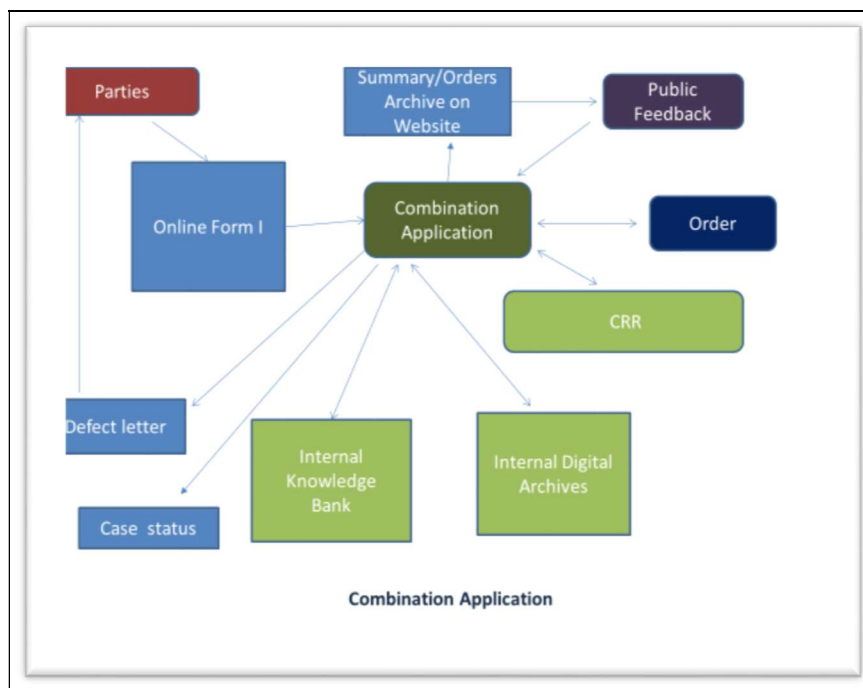 Parties
Summary/Orders
Archive on
Website
Public
Feedback
Online Form I
Combination
Application
Order
CRR
Defect letter
Internal
Knowledge
Bank
Internal Digital
Archives
Case status
Combination Application